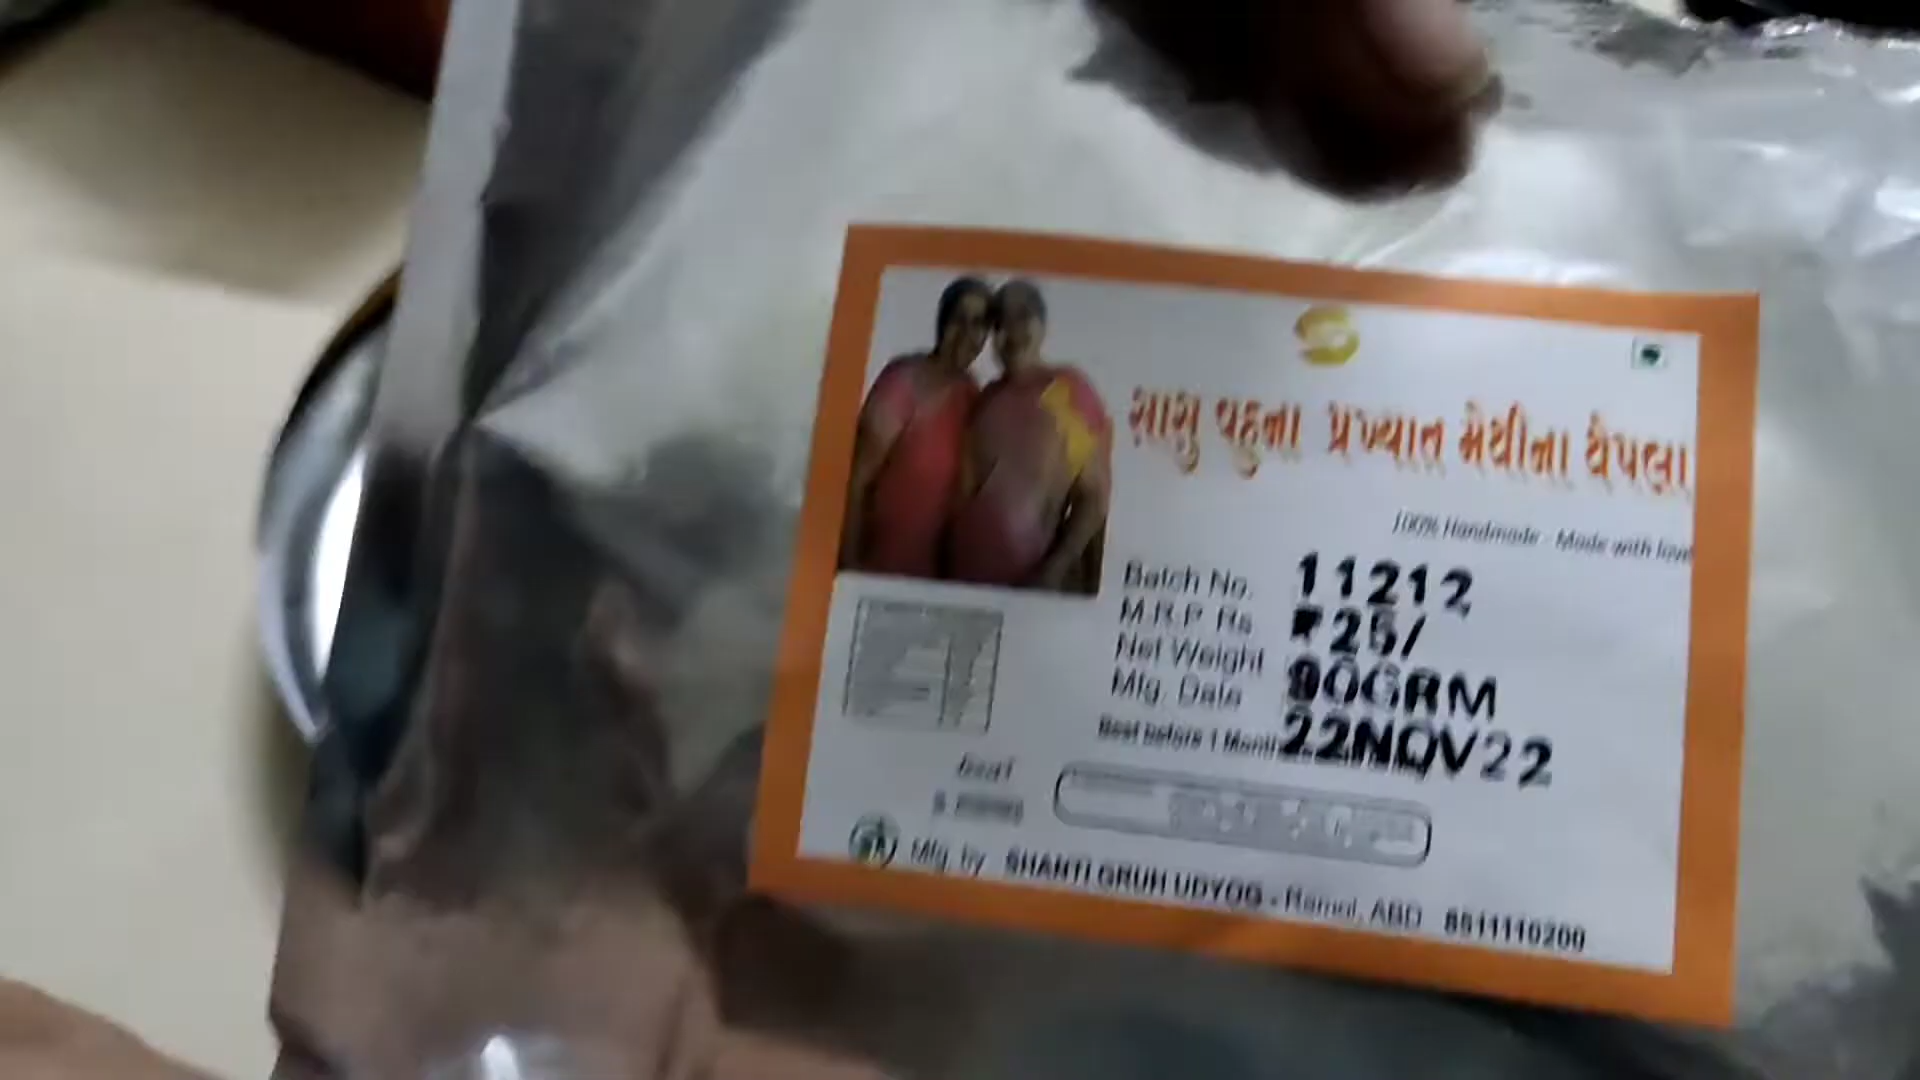 સાસુ વહુના પ્રખ્યાત મેથીના થેપલા
100% Handmade - Made with love
Batch No. 11212
M.R.P. Rs ₹25/
Net Weight 90GRM
Mfg. Date 22NOV22
Best before 1 Month
Mfg. by SHANTI GRUH UDYOG - Ramol, ABD 8511110200